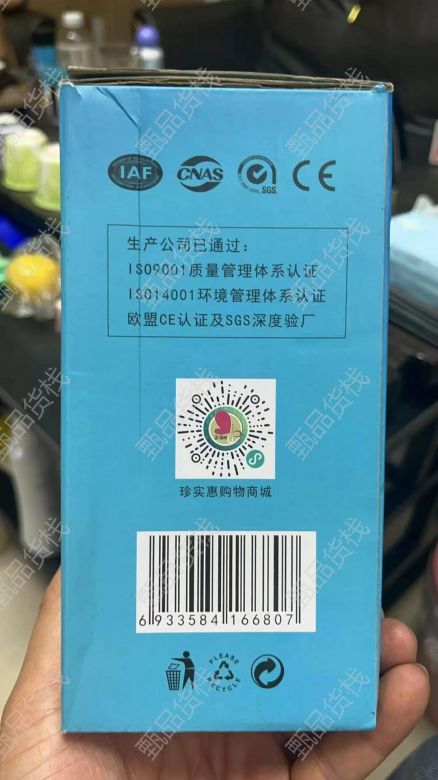 IAF
CNAS
SGS
CE
生产公司已通过：
ISO9001质量管理体系认证
ISO14001环境管理体系认证
欧盟CE认证及SGS深度验厂
珍实惠购物商城
6 933584 166807
PLEASE
RECYCLE
甄品货栈